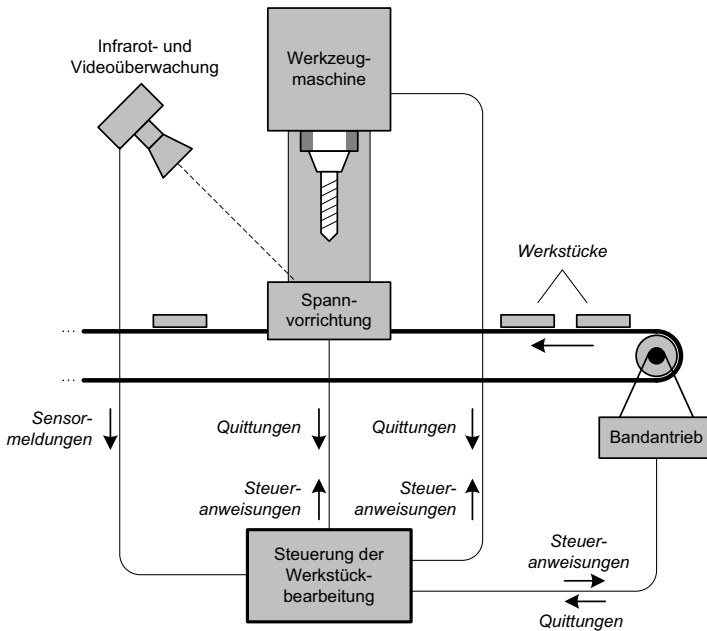 Infrarot- und
Videoüberwachung
Werkzeug-
maschine
Werkstücke
Spann-
vorrichtung
...
...
Sensor-
meldungen
Quittungen
Quittungen
Bandantrieb
Steuer-
anweisungen
Steuer-
anweisungen
Steuerung der
Werkstück-
bearbeitung
Steuer-
anweisungen
Quittungen